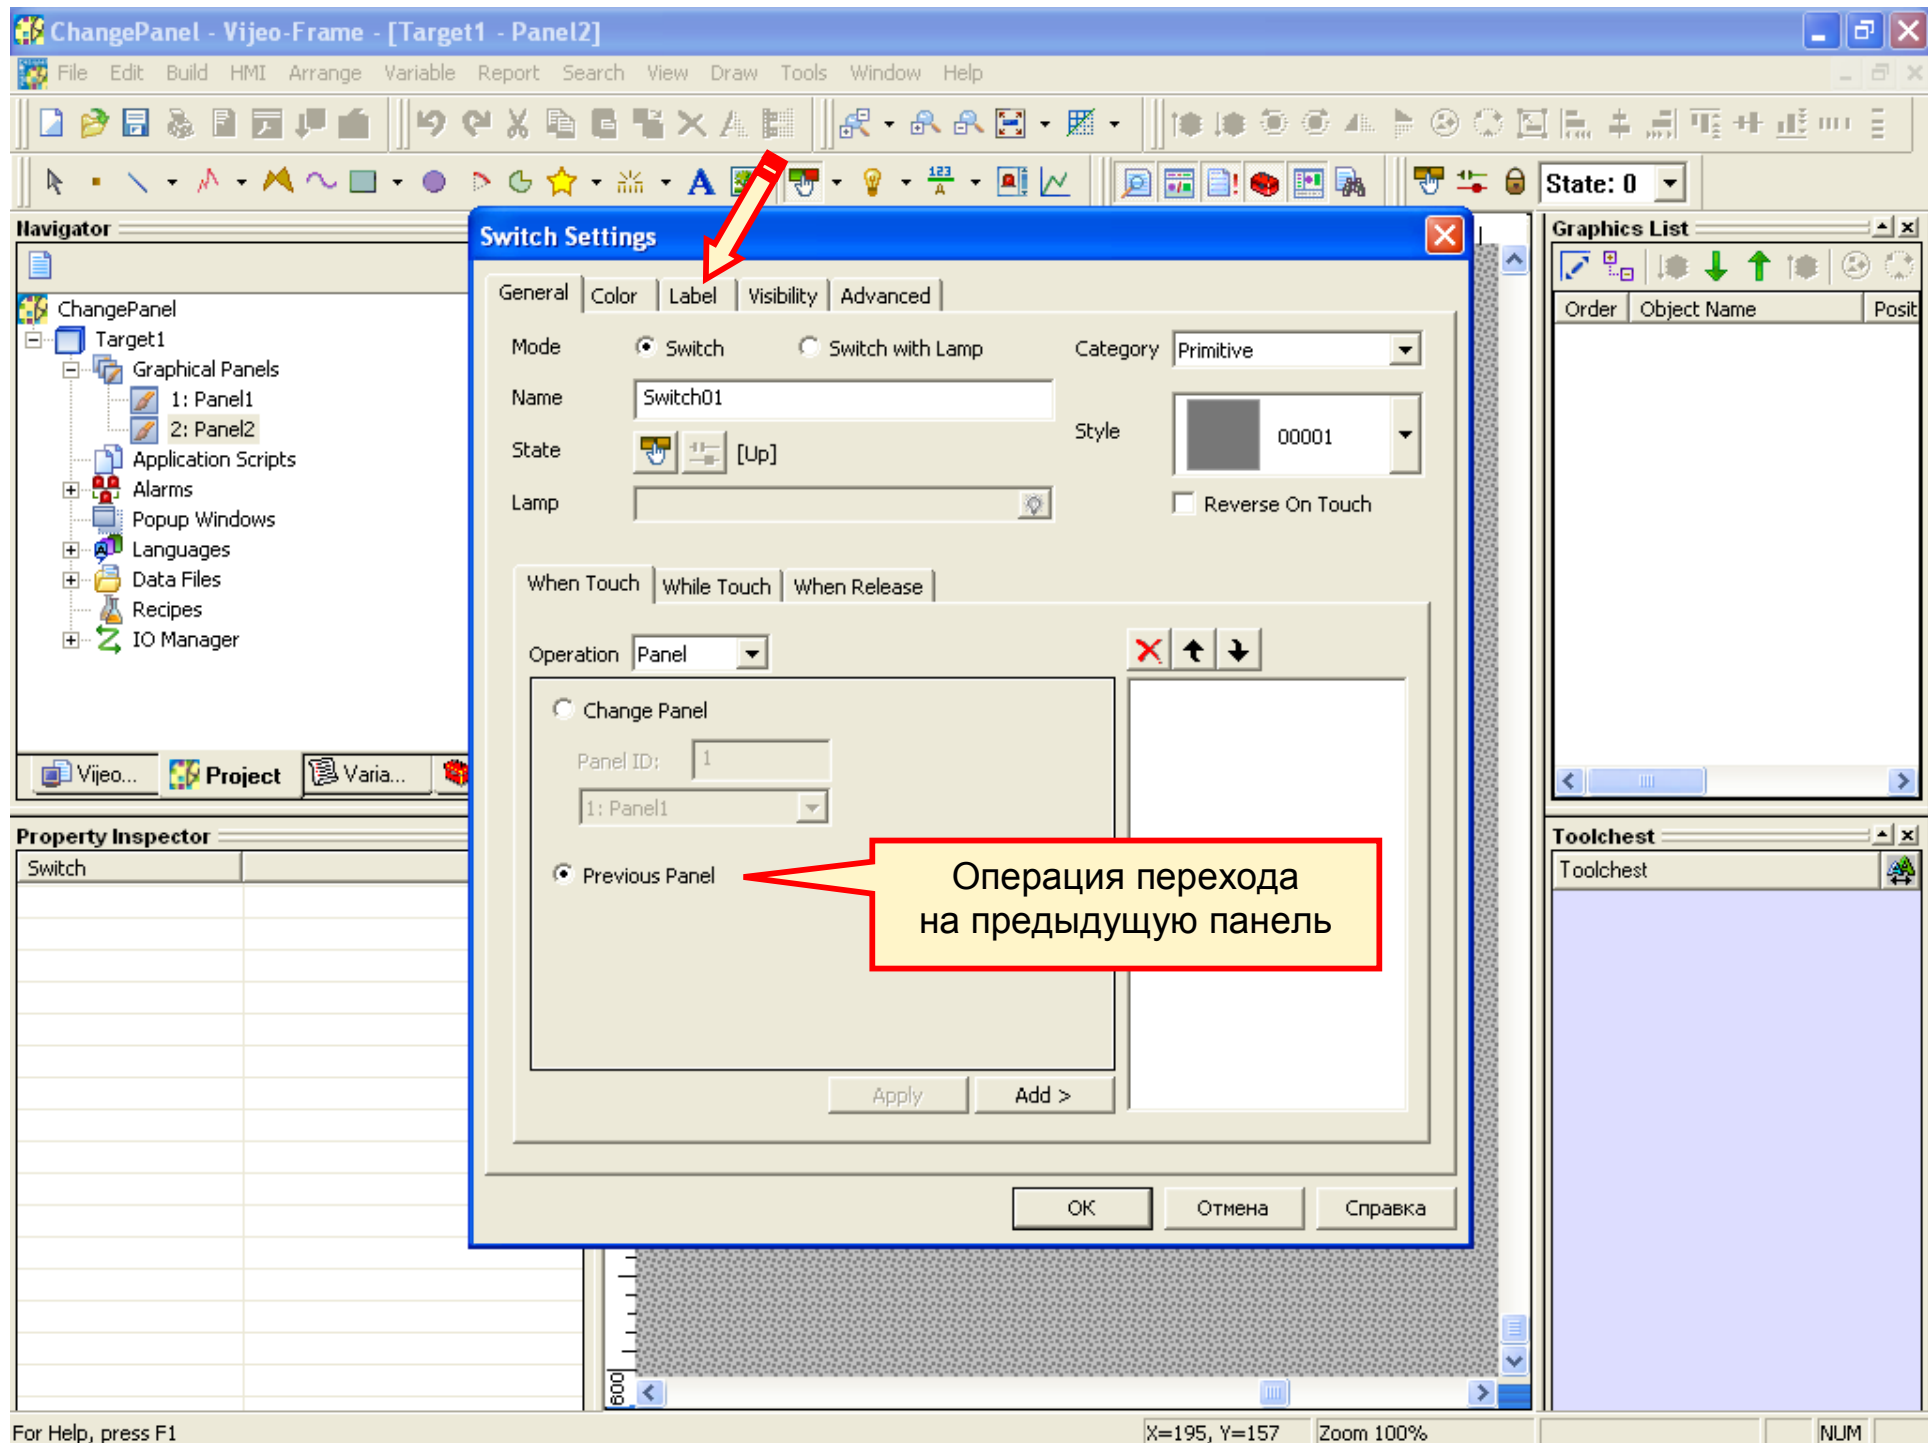 ChangePanel - Vijeo-Frame - [Target1 - Panel2]
File Edit Build HMI Arrange Variable Report Search View Draw Tools Window Help
State: 0
Navigator
ChangePanel
Target1
Graphical Panels
1: Panel1
2: Panel2
Application Scripts
Alarms
Popup Windows
Languages
Data Files
Recipes
IO Manager
Vijeo... Project Varia...
Property Inspector
Switch
Switch Settings
General Color Label Visibility Advanced
Mode Switch Switch with Lamp Category Primitive
Name Switch01
Style 00001
State [Up]
Lamp Reverse On Touch
When Touch While Touch When Release
Operation Panel
Change Panel
Panel ID: 1
1: Panel1
Previous Panel
Операция перехода
на предыдущую панель
Apply Add >
OK Отмена Справка
600
Graphics List
Order Object Name Posit
Toolchest
Toolchest
For Help, press F1 X=195, Y=157 Zoom 100% NUM